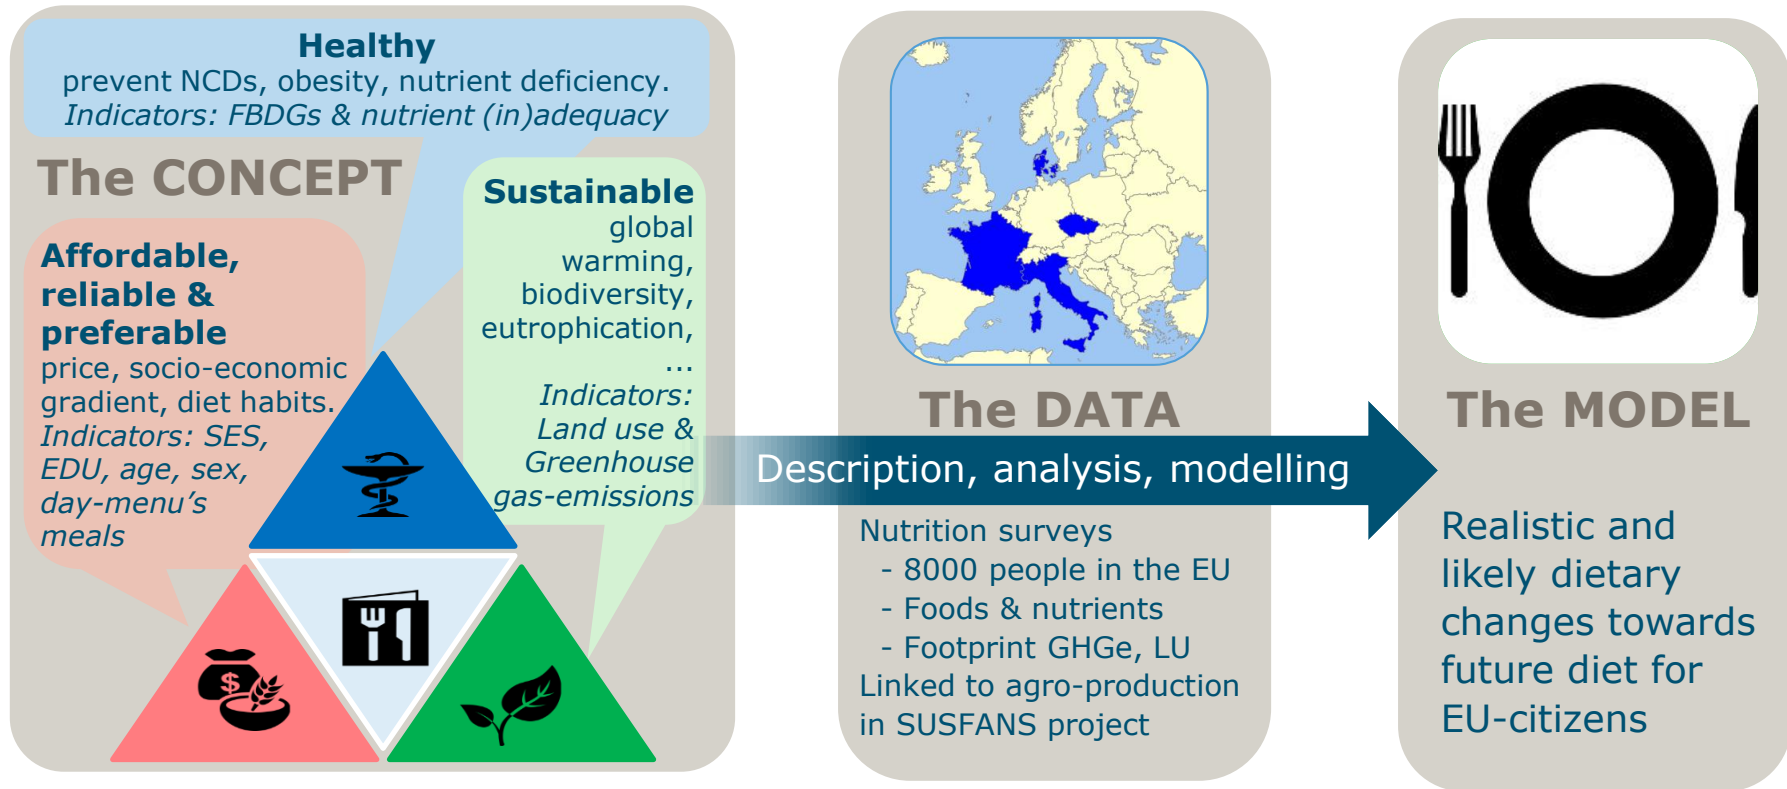 Healthy
prevent NCDs, obesity, nutrient deficiency.
Indicators: FBDGs & nutrient (in)adequacy
The CONCEPT
Affordable,
reliable &
preferable
price, socio-economic
gradient, diet habits.
Indicators: SES,
EDU, age, sex,
day-menu's
meals
Sustainable
global
warming,
biodiversity,
eutrophication,
...
Indicators:
Land use &
Greenhouse
gas-emissions
$
The DATA
Description, analysis, modelling
Nutrition surveys
- 8000 people in the EU
- Foods & nutrients
- Footprint GHGe, LU
Linked to agro-production
in SUSFANS project
The MODEL
Realistic and
likely dietary
changes towards
future diet for
EU-citizens